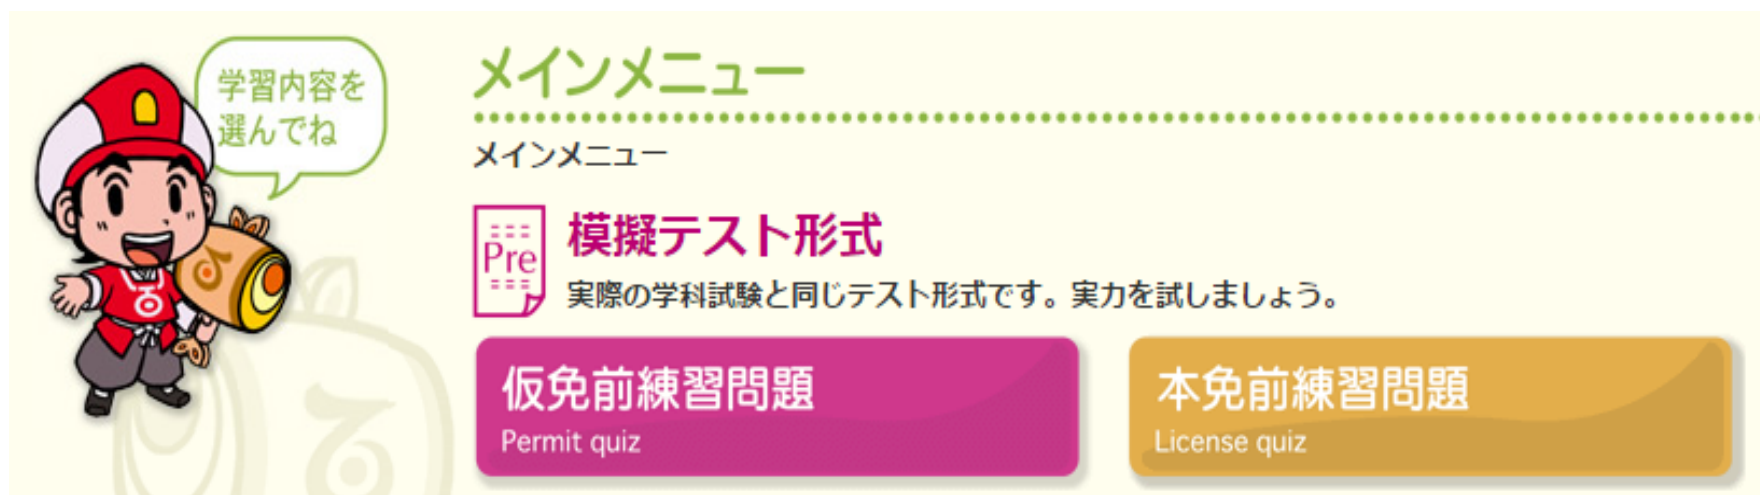 学習内容を
選んでね
メインメニュー
メインメニュー
Pre
模擬テスト形式
実際の学科試験と同じテスト形式です。実力を試しましょう。
仮免前練習問題
Permit quiz
本免前練習問題
License quiz